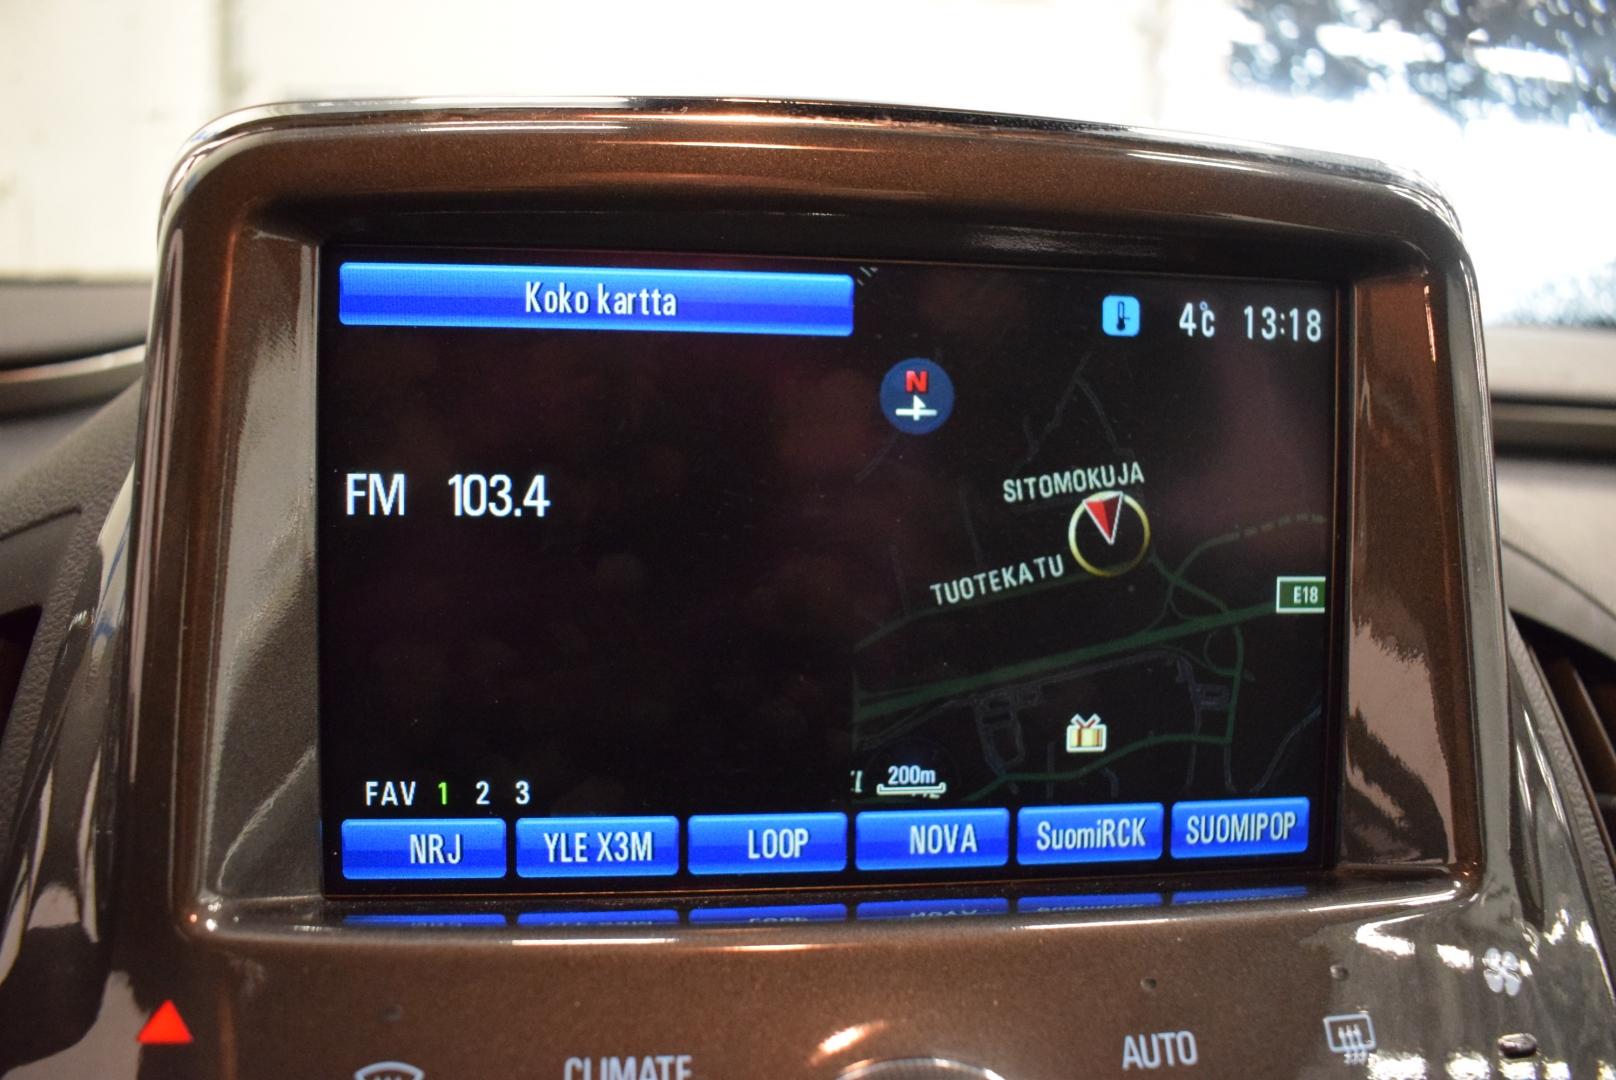 Koko kartta
4°C 13:18
N
FM 103.4
SITOMOKUJA
TUOTEKATU
E18
200m
FAV 1 2 3
NRJ YLE X3M LOOP NOVA SuomiRCK SUOMIPOP
CLIMATE AUTO